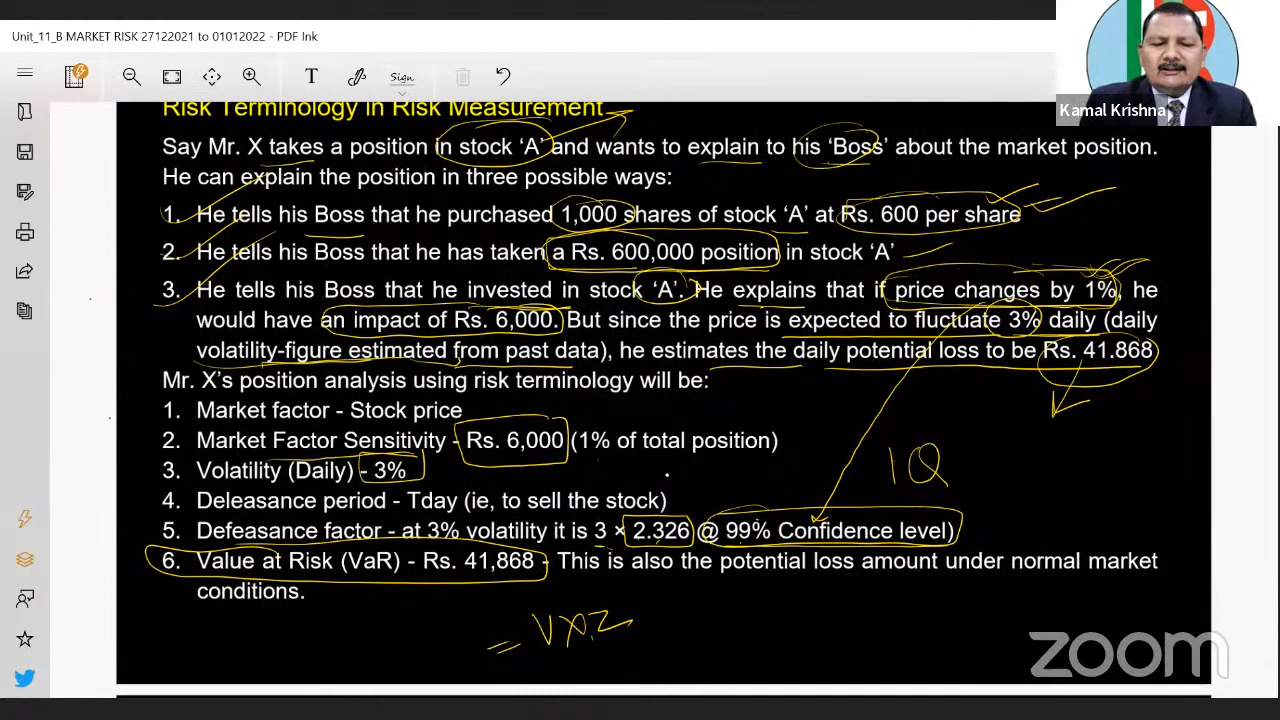 Unit_11_B MARKET RISK 27122021 to 01012022 - PDF Ink
T
Sign
Kamal Krishna
Risk Terminology in Risk Measurement
Say Mr. X takes a position in stock ‘A’ and wants to explain to his ‘Boss’ about the market position.
He can explain the position in three possible ways:
1. He tells his Boss that he purchased 1,000 shares of stock ‘A’ at Rs. 600 per share
2. He tells his Boss that he has taken a Rs. 600,000 position in stock ‘A’
3. He tells his Boss that he invested in stock ‘A’. He explains that if price changes by 1%, he
would have an impact of Rs. 6,000. But since the price is expected to fluctuate 3% daily (daily
volatility-figure estimated from past data), he estimates the daily potential loss to be Rs. 41.868
Mr. X’s position analysis using risk terminology will be:
1. Market factor - Stock price
2. Market Factor Sensitivity - Rs. 6,000 (1% of total position)
3. Volatility (Daily) - 3%
4. Deleasance period - Tday (ie, to sell the stock)
5. Defeasance factor - at 3% volatility it is 3 × 2.326 @ 99% Confidence level)
6. Value at Risk (VaR) - Rs. 41,868 - This is also the potential loss amount under normal market
conditions.
= V X Z
zoom